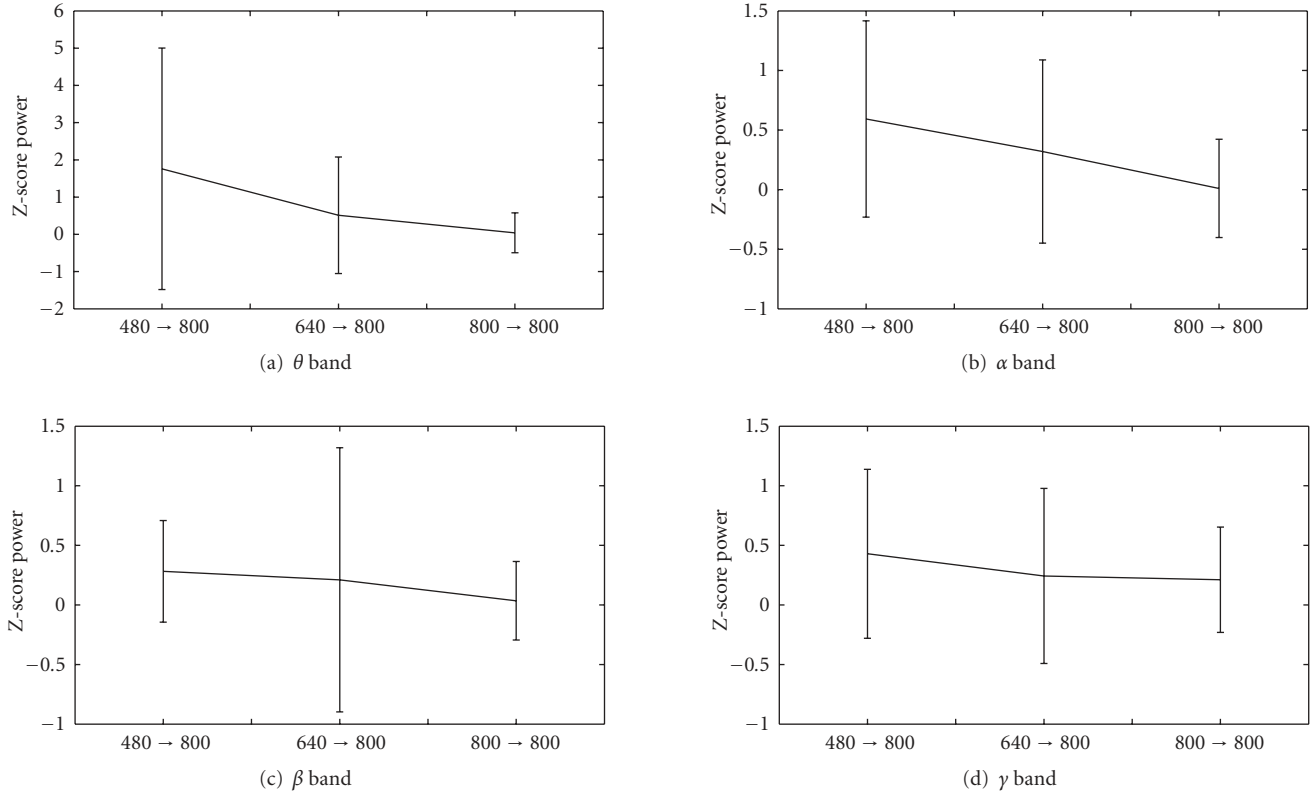 6
5
4
3
2
1
0
−1
−2
Z-score power
480 → 800
640 → 800
800 → 800
(a) θ band
1.5
1
0.5
0
−0.5
−1
Z-score power
480 → 800
640 → 800
800 → 800
(b) α band
1.5
1
0.5
0
−0.5
−1
Z-score power
480 → 800
640 → 800
800 → 800
(c) β band
1.5
1
0.5
0
−0.5
−1
Z-score power
480 → 800
640 → 800
800 → 800
(d) γ band